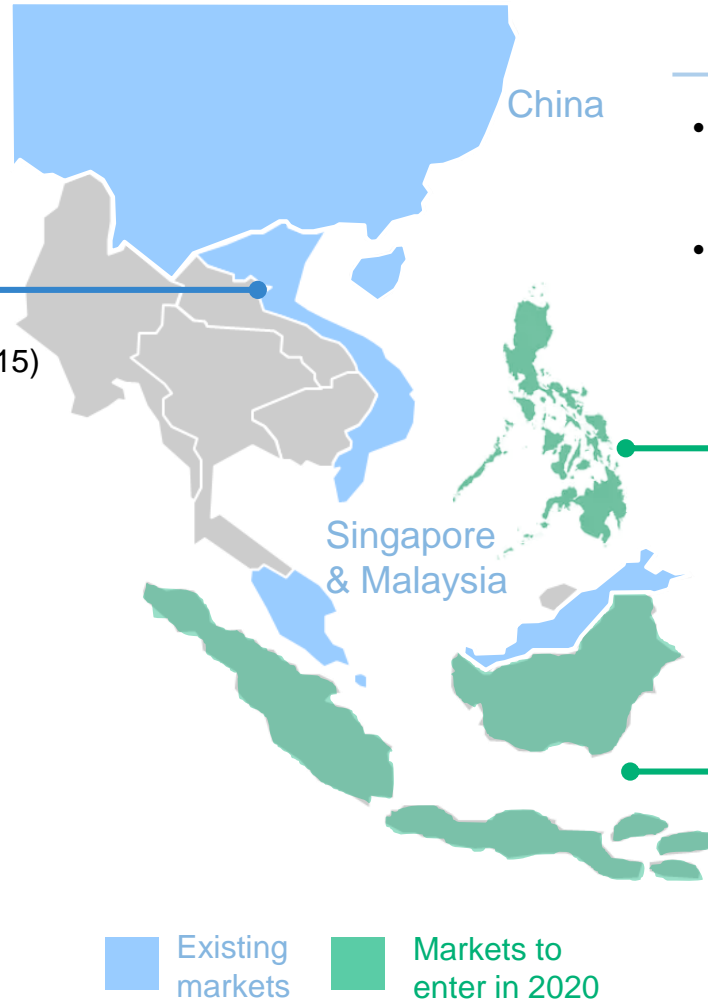 China
•
•
15)
Singapore
& Malaysia
Existing
markets
Markets to
enter in 2020